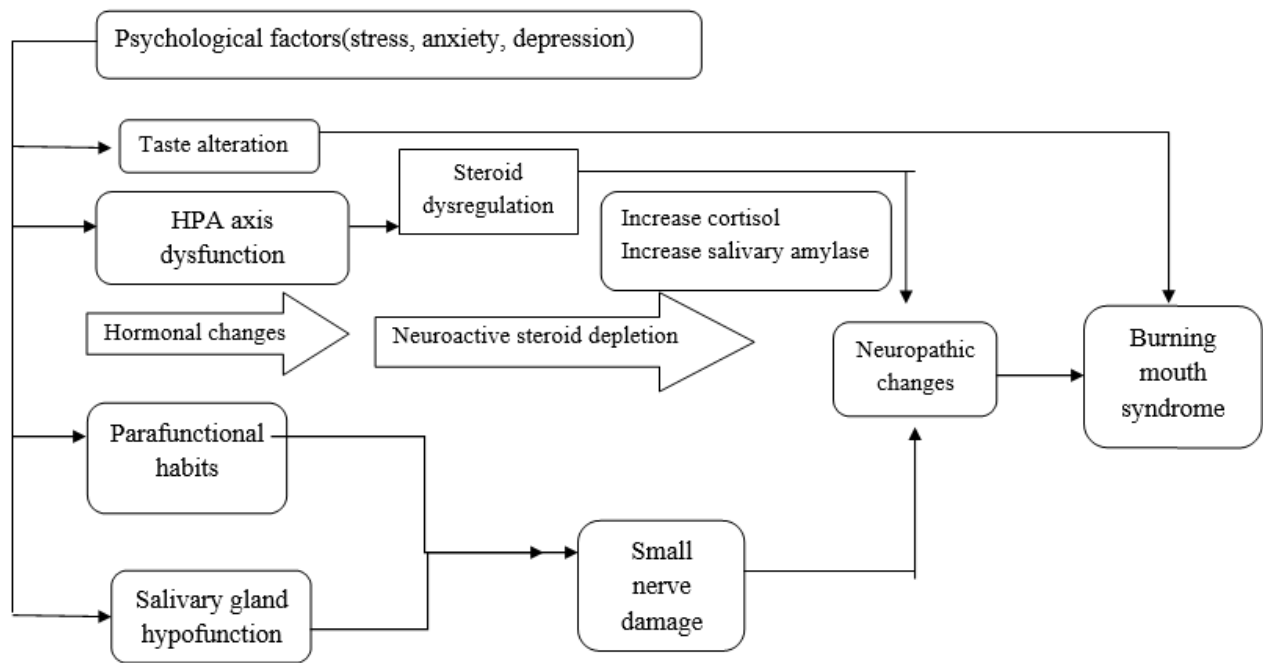 Psychological factors(stress, anxiety, depression)
Taste alteration
Steroid
dysregulation
HPA axis
dysfunction
Increase cortisol
Increase salivary amylase
Hormonal changes
Neuroactive steroid depletion
Neuropathic
changes
Burning
mouth
syndrome
Parafunctional
habits
Small
nerve
damage
Salivary gland
hypofunction